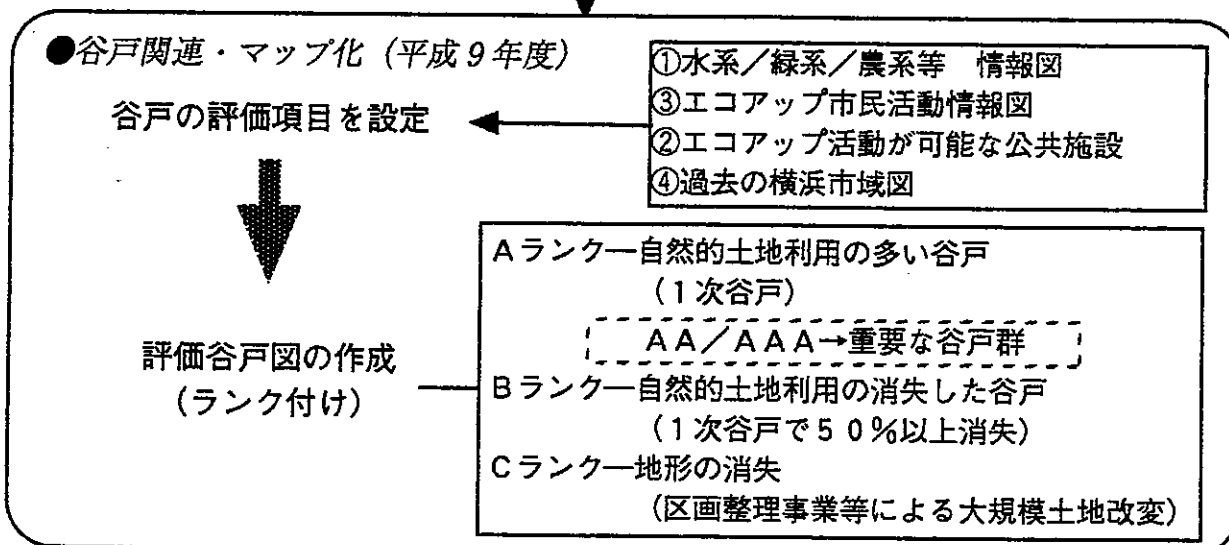 ●谷戸関連・マップ化（平成９年度）
谷戸の評価項目を設定
①水系／緑系／農系等　情報図
③エコアップ市民活動情報図
②エコアップ活動が可能な公共施設
④過去の横浜市域図
評価谷戸図の作成
（ランク付け）
Ａランク―自然的土地利用の多い谷戸
（１次谷戸）
ＡＡ／ＡＡＡ→重要な谷戸群
Ｂランク―自然的土地利用の消失した谷戸
（１次谷戸で５０％以上消失）
Ｃランク―地形の消失
（区画整理事業等による大規模土地改変）